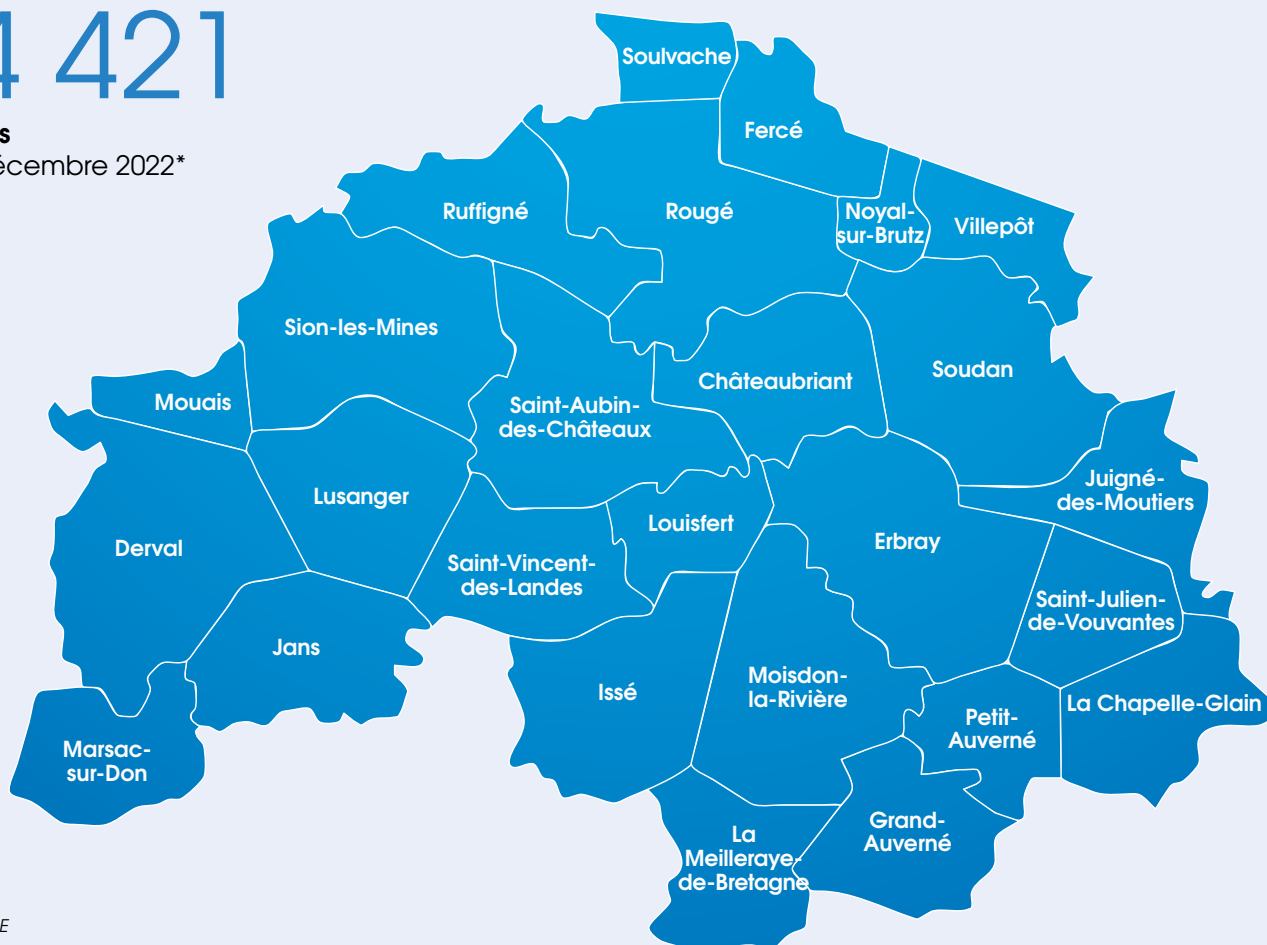 4 421
s
écembre 2022*
Soulvache
Fercé
Ruffigné
Rougé
Noyal-
sur-Brutz
Villepôt
Sion-les-Mines
Mouais
Saint-Aubin-
des-Châteaux
Châteaubriant
Soudan
Lusanger
Derval
Louisfert
Juigné-
des-Moutiers
Erbray
Saint-Vincent-
des-Landes
Saint-Julien-
de-Vouvantes
Jans
Issé
Moisdon-
la-Rivière
La Chapelle-Glain
Petit-
Auverné
Marsac-
sur-Don
Grand-
Auverné
La
Meilleraye-
de-Bretagne
E